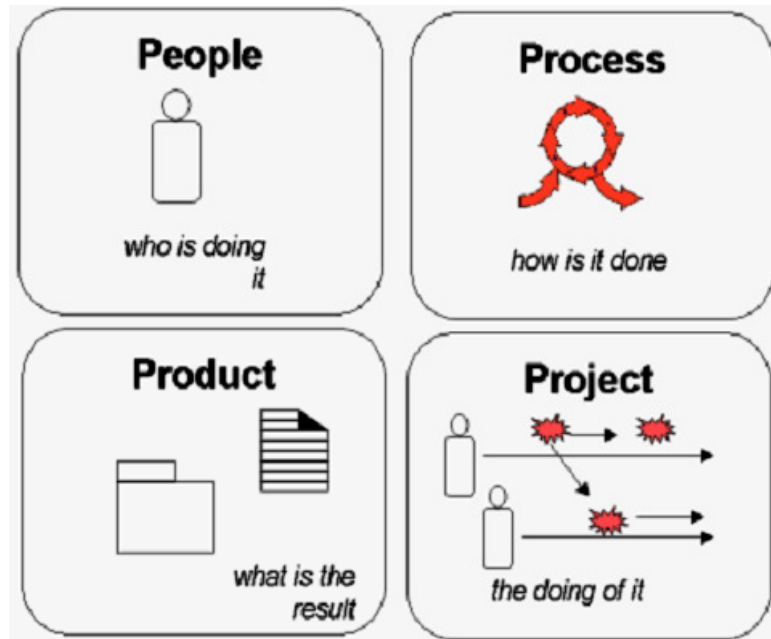 People
who is doing
it
Process
how is it done
Product
what is the
result
Project
the doing of it